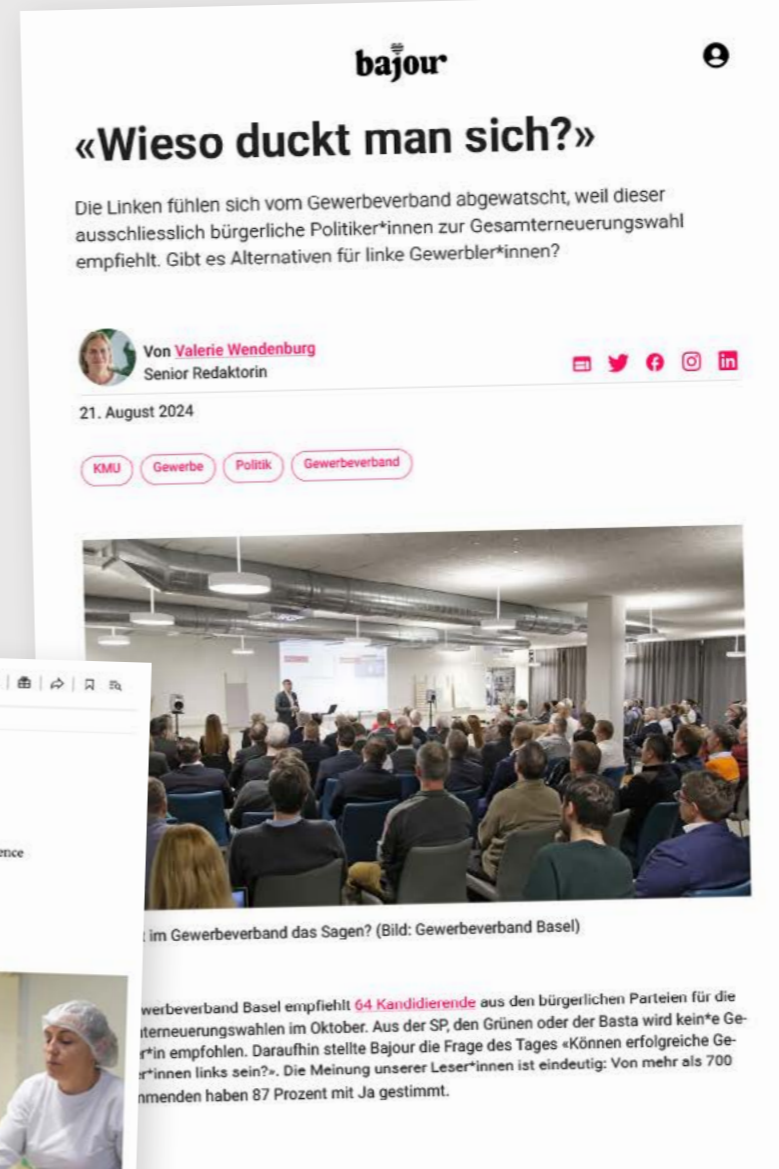 bajour
«Wieso duckt man sich?»
Die Linken fühlen sich vom Gewerbeverband abgewatscht, weil dieser
ausschliesslich bürgerliche Politiker*innen zur Gesamterneuerungswahl
empfiehlt. Gibt es Alternativen für linke Gewerbler*innen?
Von Valerie Wendenburg
Senior Redaktorin
21. August 2024
KMU Gewerbe Politik Gewerbeverband
ence
t im Gewerbeverband das Sagen? (Bild: Gewerbeverband Basel)
werbeverband Basel empfiehlt 64 Kandidierende aus den bürgerlichen Parteien für die
terneuerungswahlen im Oktober. Aus der SP, den Grünen oder der Basta wird kein*e Ge-
r*in empfohlen. Daraufhin stellte Bajour die Frage des Tages «Können erfolgreiche Ge-
r*innen links sein?». Die Meinung unserer Leser*innen ist eindeutig: Von mehr als 700
mmenden haben 87 Prozent mit Ja gestimmt.